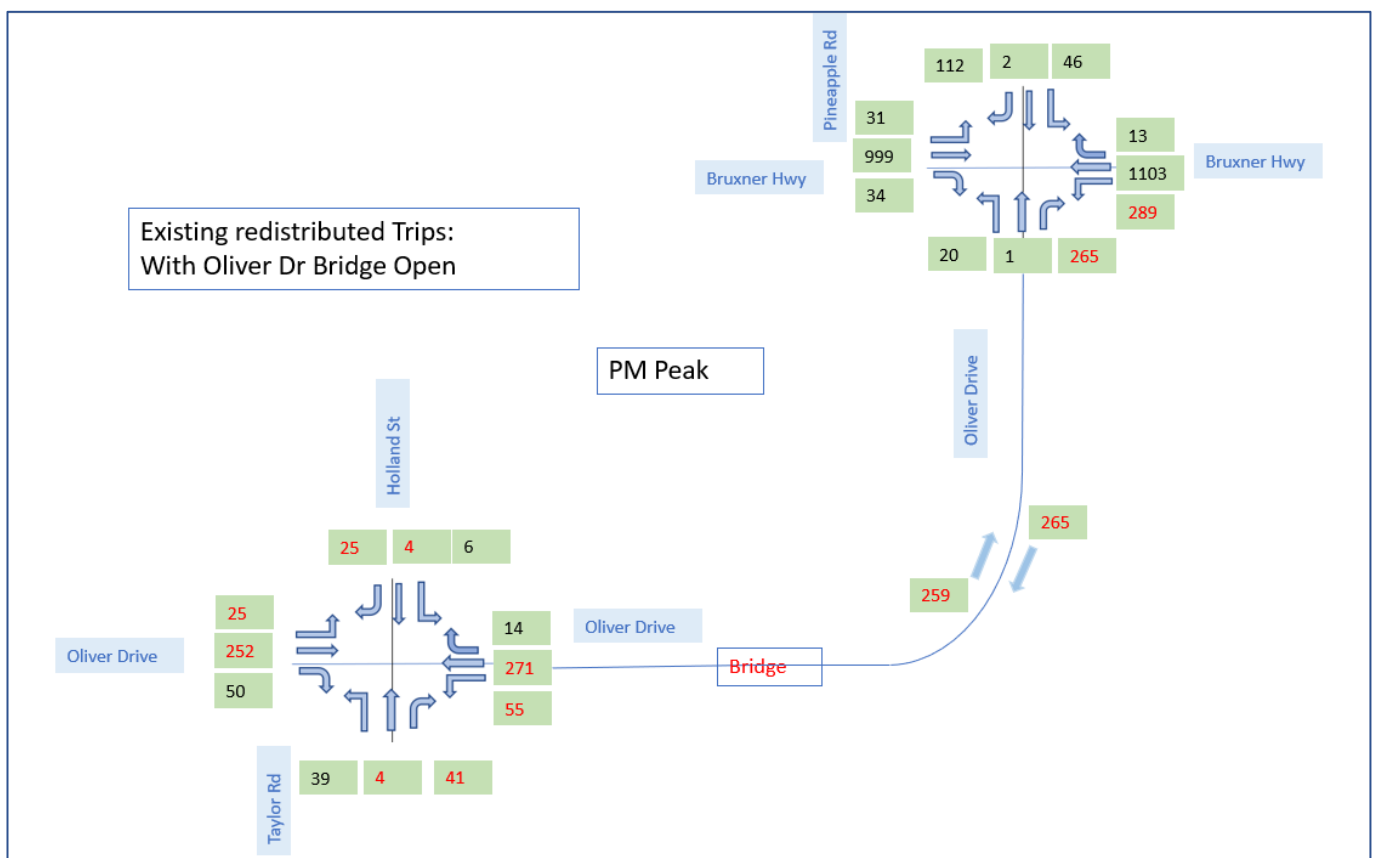 Pineapple Rd
112
2
46
31
999
34
Bruxner Hwy
13
1103
289
Bruxner Hwy
20
1
265
Existing redistributed Trips:
With Oliver Dr Bridge Open
PM Peak
Oliver Drive
Holland St
265
259
25
4
6
25
252
50
Oliver Drive
14
271
55
Oliver Drive
Bridge
39
4
41
Taylor Rd